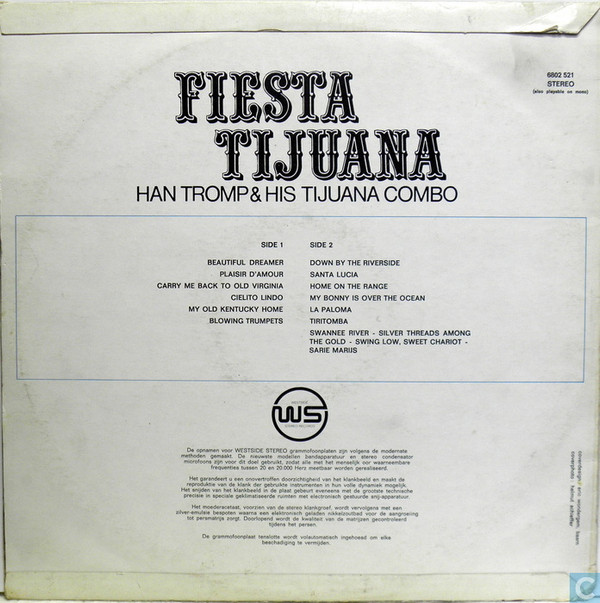 6802 521
STEREO
(also playable on mono)
FIESTA
TIJUANA
HAN TROMP & HIS TIJUANA COMBO
SIDE 1
BEAUTIFUL DREAMER
PLAISIR D'AMOUR
CARRY ME BACK TO OLD VIRGINIA
CIELITO LINDO
MY OLD KENTUCKY HOME
BLOWING TRUMPETS
SIDE 2
DOWN BY THE RIVERSIDE
SANTA LUCIA
HOME ON THE RANGE
MY BONNY IS OVER THE OCEAN
LA PALOMA
TIRITOMBA
SWANNEE RIVER - SILVER THREADS AMONG
THE GOLD - SWING LOW, SWEET CHARIOT -
SARIE MARIJS
WESTSIDE
WS
STEREO RECORDS
De opnamen voor WESTSIDE STEREO grammofoonplaten zijn volgens de modernste
methoden gemaakt. De nieuwste modellen bandapparatuur en stereo condensator
microfoons zijn voor dit doel gebruikt, zodat alle met het menselijk oor waarneembare
frequenties tussen 20 en 20.000 Herz meetbaar worden gerealiseerd.
Het garandeert u een onovertroffen doorzichtigheid van het klankbeeld en maakt de
reproduktie van de klank der gebruikte instrumenten in hun volle dynamiek mogelijk.
Het snijden van het klankbeeld in de plaat gebeurt eveneens met de grootste technische
precisie in speciale geklimatiseerde ruimten met electronisch gestuurde snij-apparatuur.
Het moederacataat, voorzien van de stereo klankgroef, wordt vervolgens met een
silver-emulsie bespoten waarna een elektronisch geladen nikkelzoutbad voor de aangroeiing
tot persmatrijs zorgt. Doorlopend wordt de kwaliteit van de matrijzen gecontroleerd
tijdens het persen.
De grammofoonplaat tenslotte wordt volautomatisch ingehoesd om elke
beschadiging te vermijden.